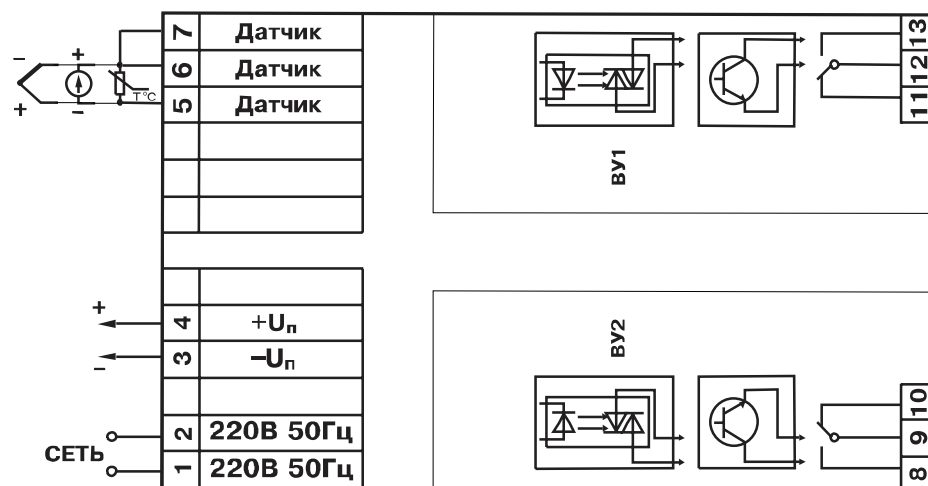 7 Датчик
6 Датчик
5 Датчик
− + + −
T°C
13
12
11
ВУ1
+ 4 +Uп
− 3 −Uп
СЕТЬ
2 220В 50Гц
1 220В 50Гц
ВУ2
10
9
8